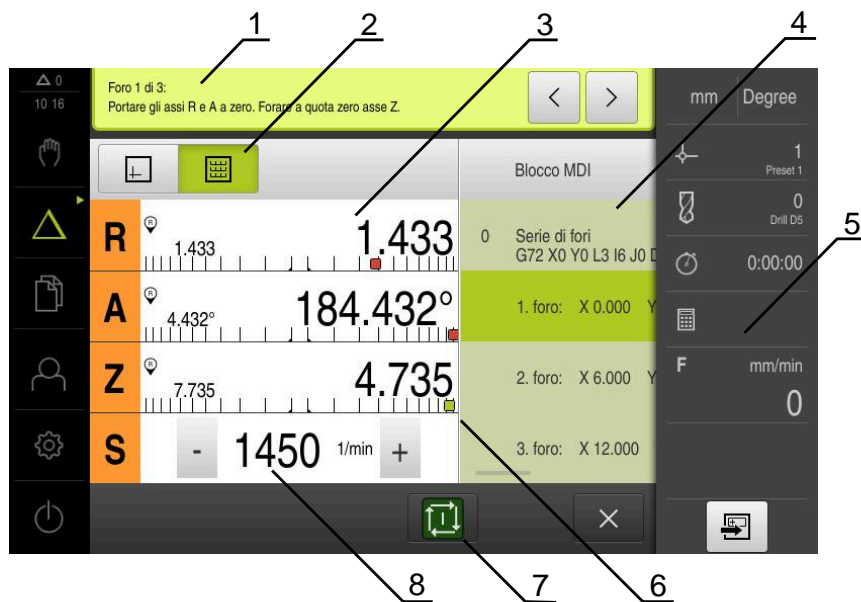 1 2 3 4
0
10 16
Foro 1 di 3:
Portare gli assi R e A a zero. Forare a quota zero asse Z.
< >
mm Degree
Blocco MDI
1
Preset 1
R R 1.433 1.433
0 Serie di fori
G72 X0 Y0 L3 I6 J0 D
0
Drill D5
5
0:00:00
A R 4.432° 184.432°
1. foro: X 0.000 Y
Z R 7.735 4.735
2. foro: X 6.000 Y
F mm/min
0
S - 1450 1/min +
3. foro: X 12.000
8 7 6